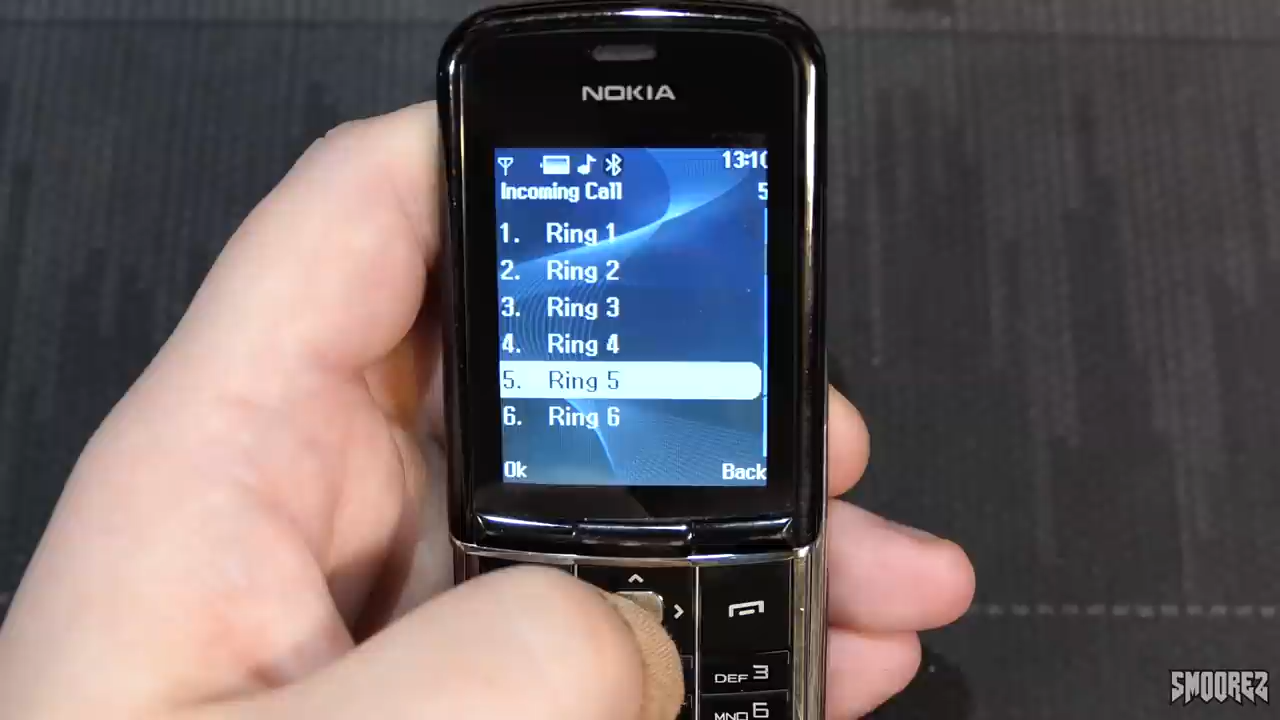 NOKIA
13:10
Incoming Call
5
1. Ring 1
2. Ring 2
3. Ring 3
4. Ring 4
5. Ring 5
6. Ring 6
Ok
Back
DEF 3
MNO 6
SMOOREZ